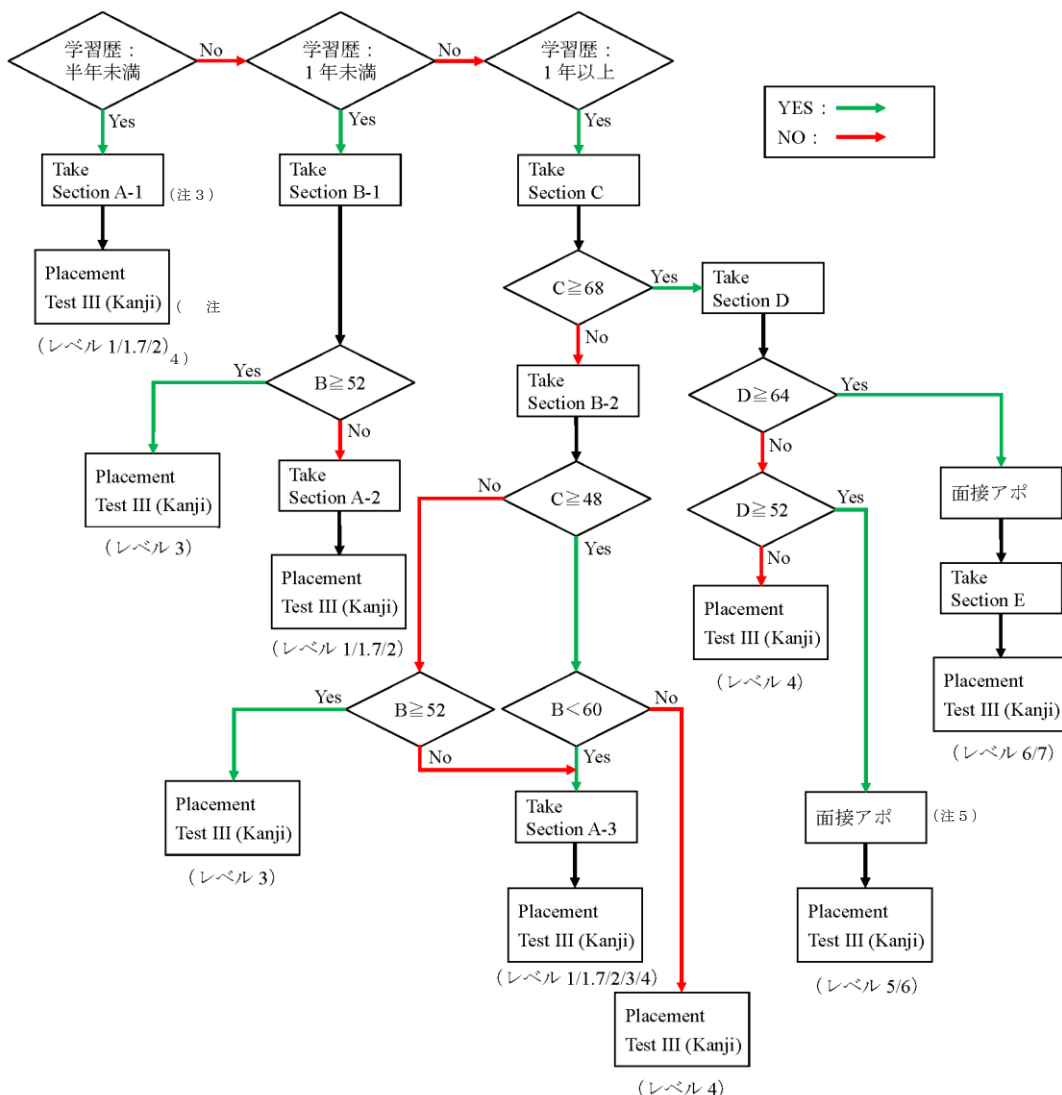 学習歴：
半年未満
No
学習歴：
1 年未満
No
学習歴：
1 年以上
YES：
NO：
Yes
Yes
Yes
Take
Section A-1
(注３)
Take
Section B-1
Take
Section C
Placement
Test III (Kanji)
( 注
4)
(レベル 1/1.7/2)
C≧68
Yes
Take
Section D
No
Yes
B≧52
No
Take
Section B-2
D≧64
Yes
No
Placement
Test III (Kanji)
(レベル 3)
Take
Section A-2
No
C≧48
Yes
D≧52
Yes
No
面接アポ
Placement
Test III (Kanji)
(レベル 1/1.7/2)
Placement
Test III (Kanji)
(レベル 4)
Take
Section E
Yes
B≧52
No
B＜60
No
Yes
Placement
Test III (Kanji)
(レベル 6/7)
Placement
Test III (Kanji)
(レベル 3)
Take
Section A-3
面接アポ
(注５)
Placement
Test III (Kanji)
(レベル 1/1.7/2/3/4)
Placement
Test III (Kanji)
(レベル 5/6)
Placement
Test III (Kanji)
(レベル 4)